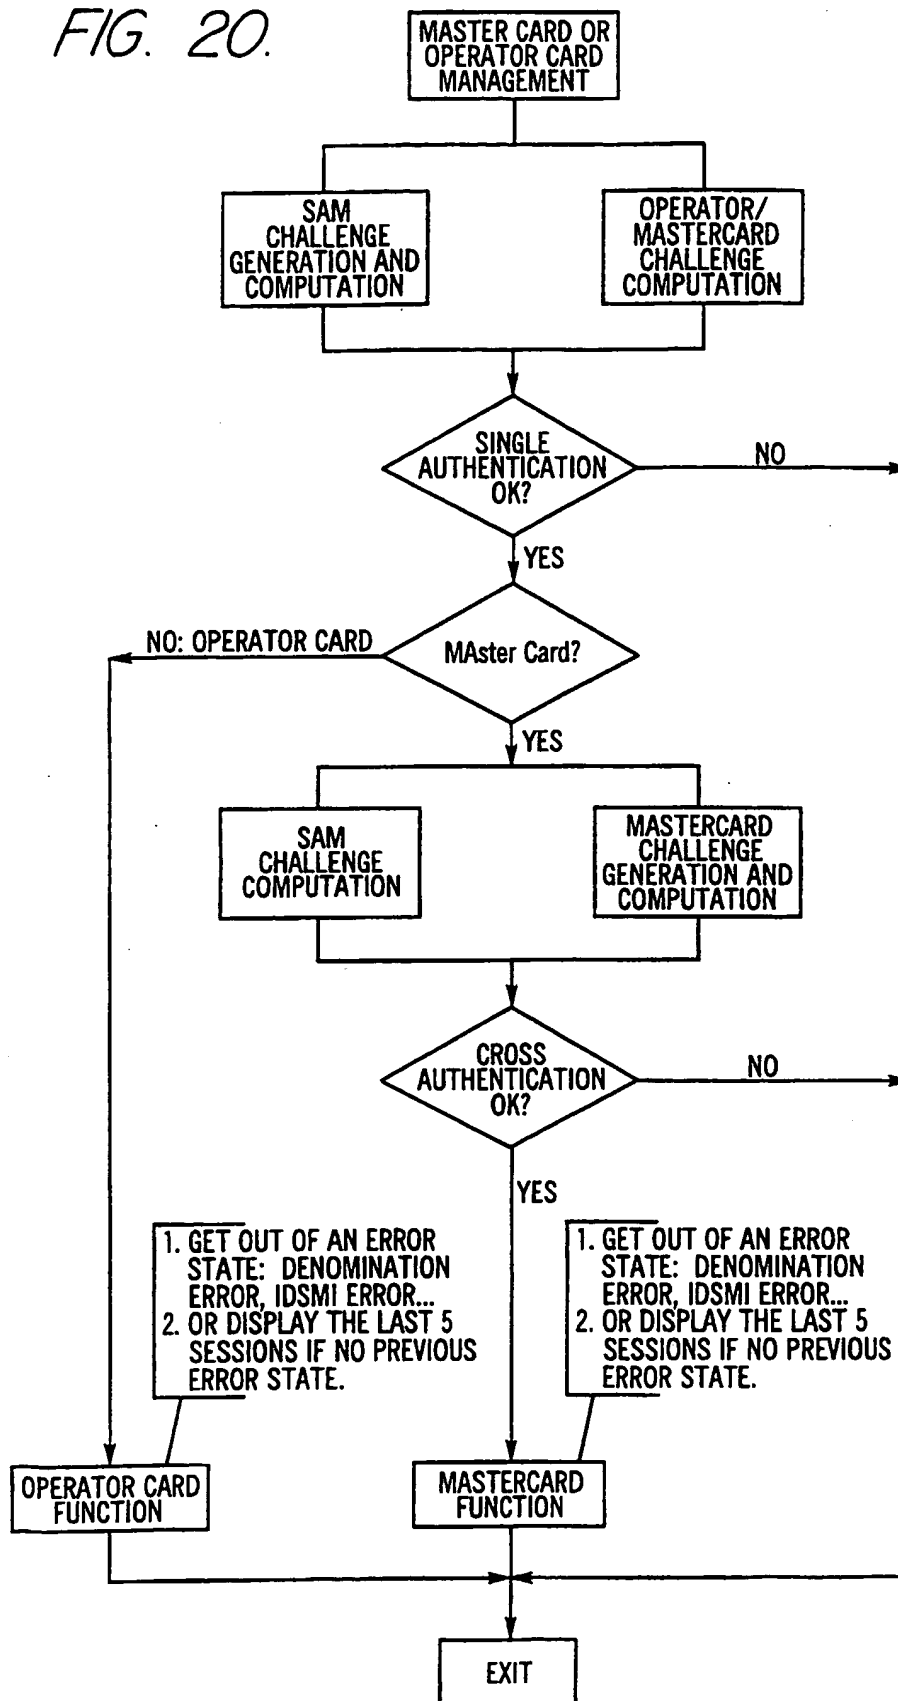 FIG. 20.
MASTER CARD OR
OPERATOR CARD
MANAGEMENT
SAM
CHALLENGE
GENERATION AND
COMPUTATION
OPERATOR/
MASTERCARD
CHALLENGE
COMPUTATION
SINGLE
AUTHENTICATION
OK?
NO
YES
NO: OPERATOR CARD
MAster Card?
YES
SAM
CHALLENGE
COMPUTATION
MASTERCARD
CHALLENGE
GENERATION AND
COMPUTATION
CROSS
AUTHENTICATION
OK?
NO
YES
1. GET OUT OF AN ERROR
STATE: DENOMINATION
ERROR, IDSMI ERROR...
2. OR DISPLAY THE LAST 5
SESSIONS IF NO PREVIOUS
ERROR STATE.
1. GET OUT OF AN ERROR
STATE: DENOMINATION
ERROR, IDSMI ERROR...
2. OR DISPLAY THE LAST 5
SESSIONS IF NO PREVIOUS
ERROR STATE.
OPERATOR CARD
FUNCTION
MASTERCARD
FUNCTION
EXIT